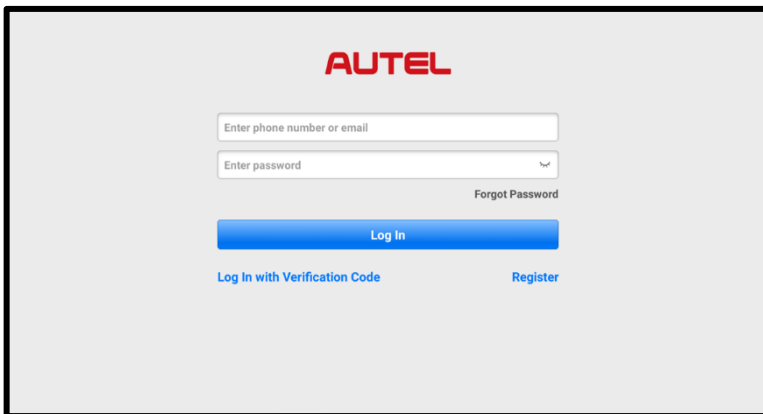 AUTEL
Enter phone number or email
Enter password
Forgot Password
Log In
Log In with Verification Code Register